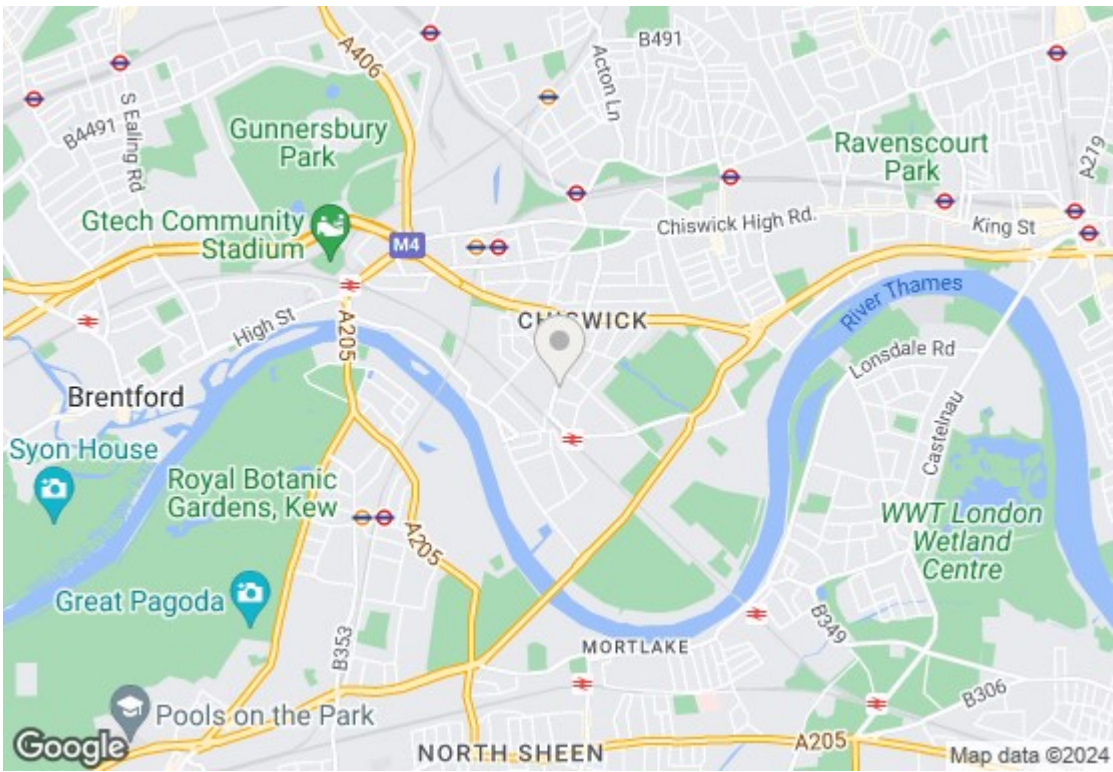 A406
B491
Acton Ln
S Ealing Rd
B4491
Gunnersbury
Park
Ravenscourt
Park
A219
Gtech Community
Stadium
M4
Chiswick High Rd.
King St
High St
A205
CHISWICK
River Thames
Lonsdale Rd
Brentford
Castelnau
Syon House
Royal Botanic
Gardens, Kew
A205
WWT London
Wetland
Centre
Great Pagoda
B353
MORTLAKE
B349
B306
Pools on the Park
NORTH SHEEN
A205
Google
Map data ©2024